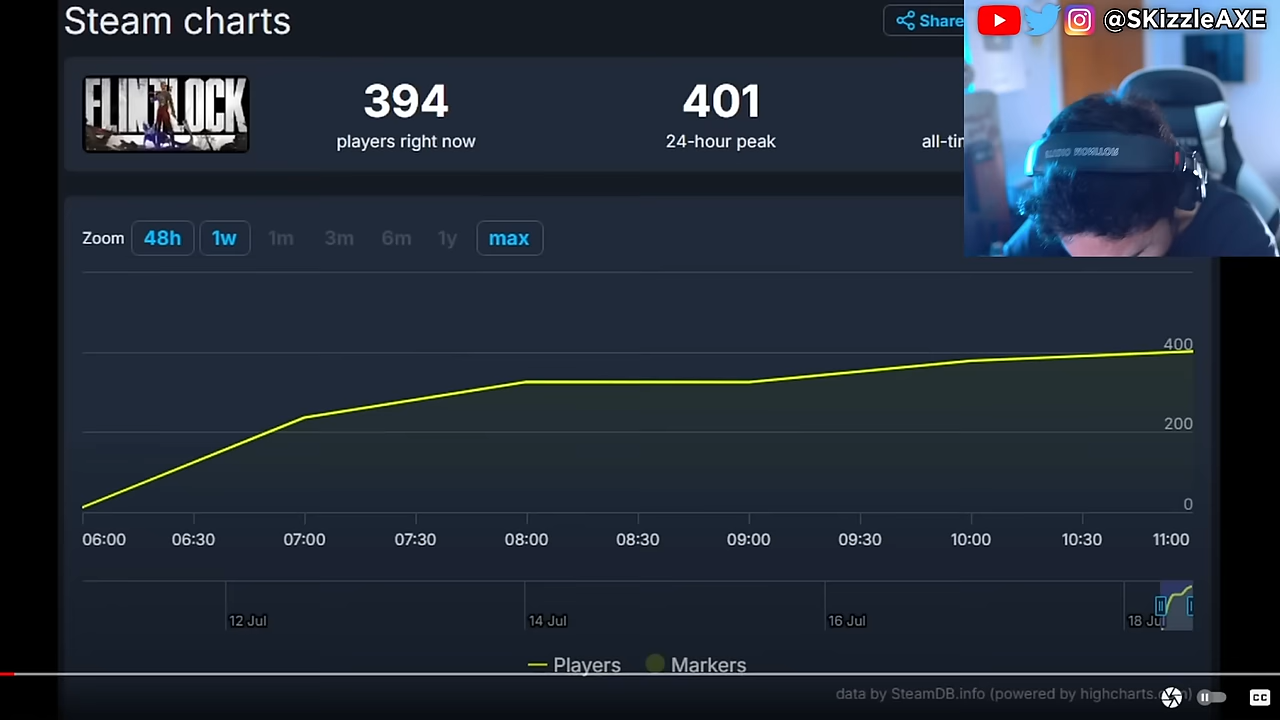 Steam charts
Share
@SKizzleAXE
FLINTLOCK
394
players right now
401
24-hour peak
all-tim
Zoom
48h
1w
1m
3m
6m
1y
max
400
200
0
06:00
06:30
07:00
07:30
08:00
08:30
09:00
09:30
10:00
10:30
11:00
12 Jul
14 Jul
16 Jul
18 Jul
Players
Markers
data by SteamDB.info (powered by highcharts.com)
CC